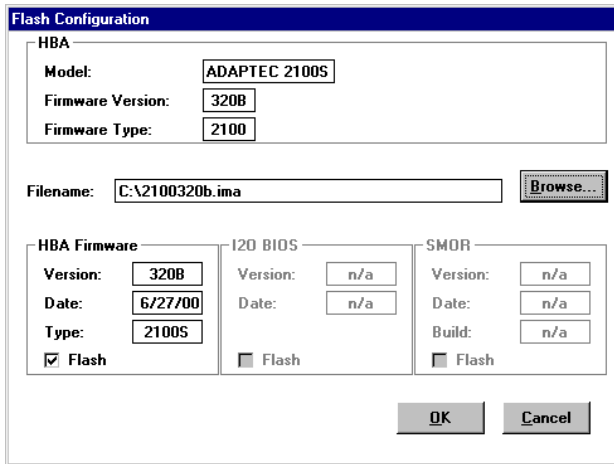 Flash Configuration
HBA
Model: ADAPTEC 2100S
Firmware Version: 320B
Firmware Type: 2100
Filename: C:\2100320b.ima Browse...
HBA Firmware
Version: 320B
Date: 6/27/00
Type: 2100S
Flash
I2O BIOS
Version: n/a
Date: n/a
Flash
SMOR
Version: n/a
Date: n/a
Build: n/a
Flash
OK Cancel